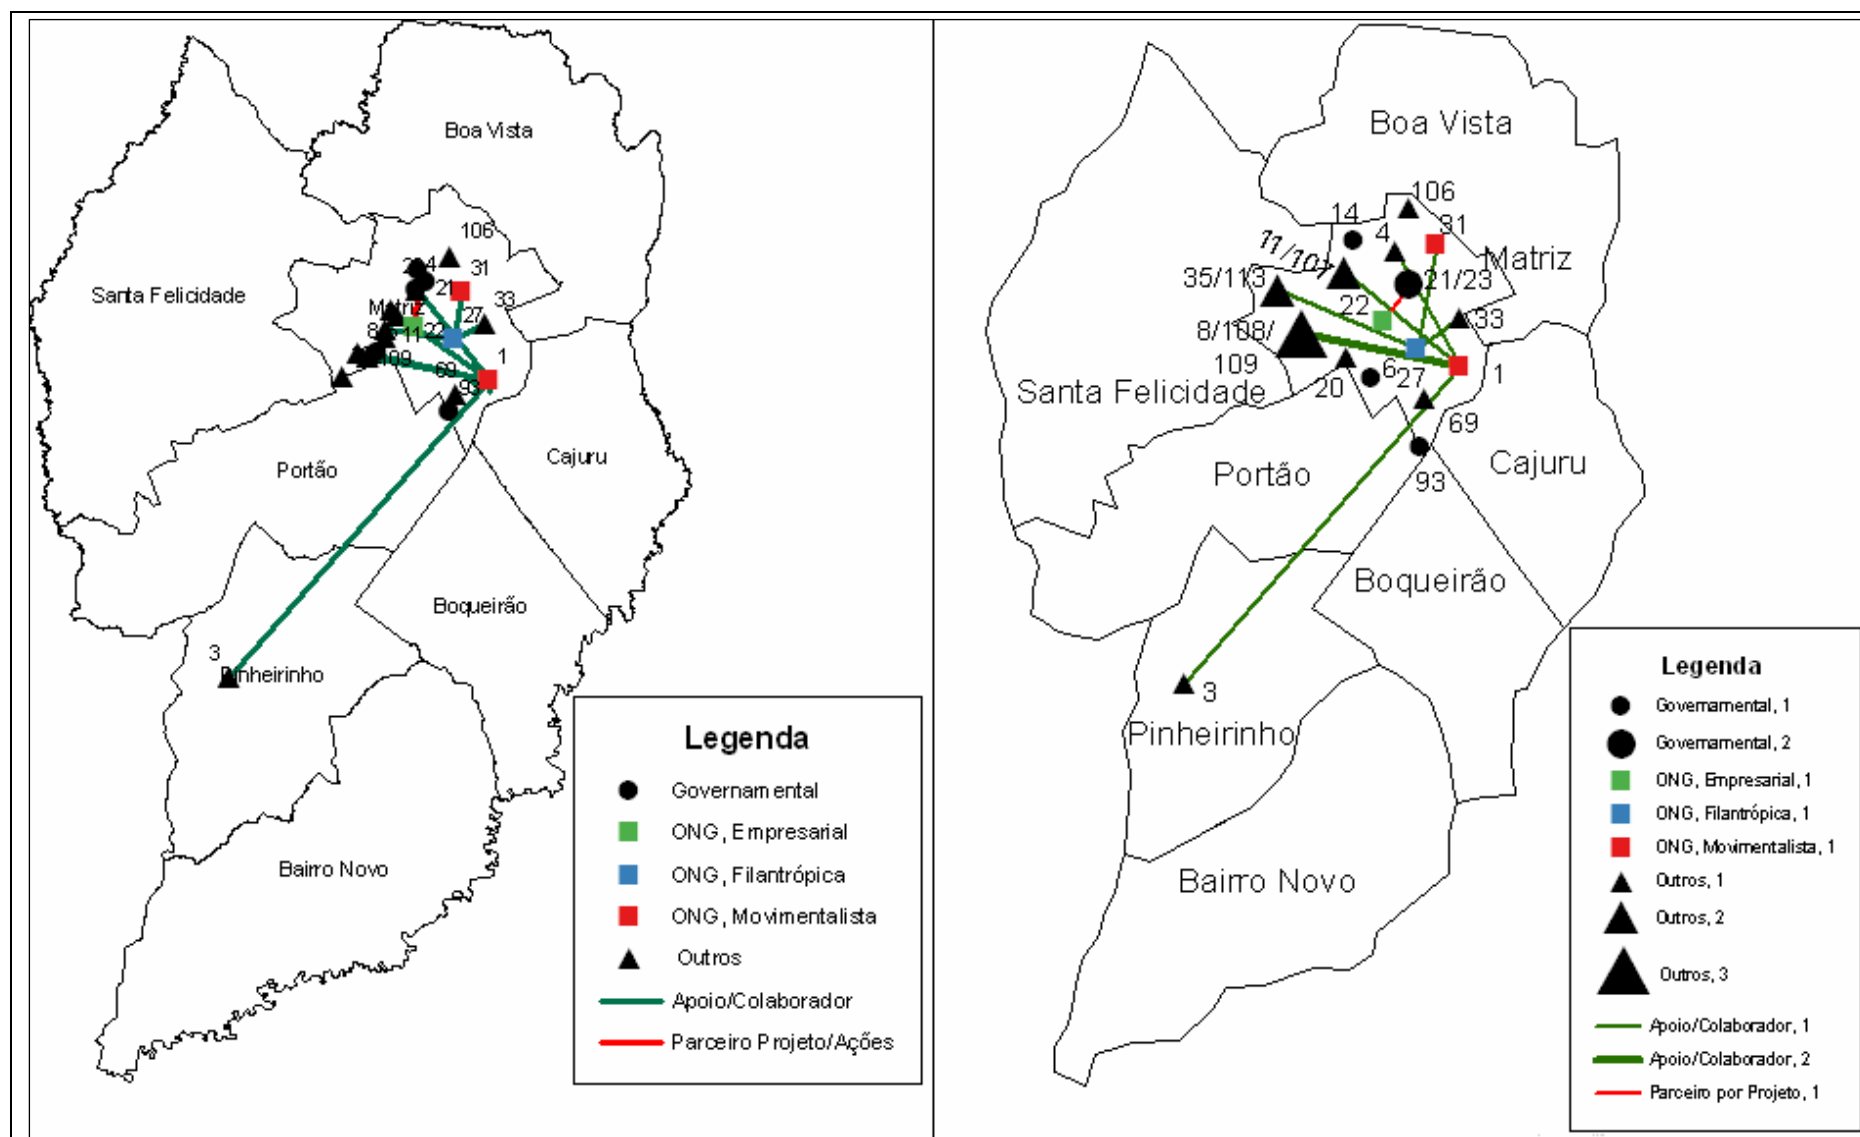 Boa Vista
106
31
21
33
Santa Felicidade
Matriz
27
8
11
22
109
1
69
93
Portão
Cajuru
Boqueirão
3
Pinheirinho
Bairro Novo
Legenda
Governamental
ONG, Empresarial
ONG, Filantrópica
ONG, Movimentalista
Outros
Apoio/Colaborador
Parceiro Projeto/Ações
Boa Vista
106
14
4
31
11/107
Matriz
35/113
21/23
22
33
8/108/
109
6
1
20
27
Santa Felicidade
69
Portão
Cajuru
93
Boqueirão
3
Pinheirinho
Bairro Novo
Legenda
Governamental, 1
Governamental, 2
ONG, Empresarial, 1
ONG, Filantrópica, 1
ONG, Movimentalista, 1
Outros, 1
Outros, 2
Outros, 3
Apoio/Colaborador, 1
Apoio/Colaborador, 2
Parceiro por Projeto, 1